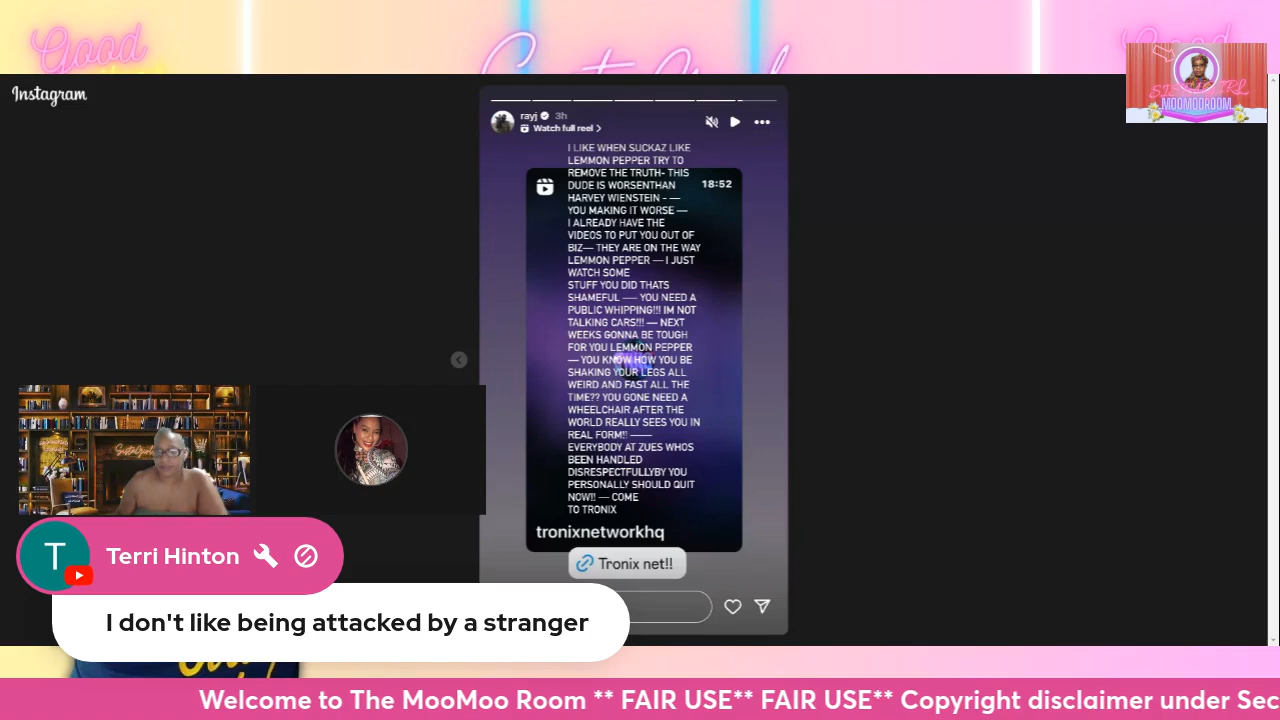 Good
Good
Instagram
rayj 3h
Watch full reel >
MOOMOOROOM
I LIKE WHEN SUCKAZ LIKE
LEMMON PEPPER TRY TO
REMOVE THE TRUTH- THIS
DUDE IS WORSENTHAN
HARVEY WIENSTEIN - —
YOU MAKING IT WORSE —
I ALREADY HAVE THE
VIDEOS TO PUT YOU OUT OF
BIZ— THEY ARE ON THE WAY
LEMMON PEPPER — I JUST
WATCH SOME
STUFF YOU DID THATS
SHAMEFUL —– YOU NEED A
PUBLIC WHIPPING!!! IM NOT
TALKING CARS!!! — NEXT
WEEKS GONNA BE TOUGH
FOR YOU LEMMON PEPPER
— YOU KNOW HOW YOU BE
SHAKING YOUR LEGS ALL
WEIRD AND FAST ALL THE
TIME?? YOU GONE NEED A
WHEELCHAIR AFTER THE
WORLD REALLY SEES YOU IN
REAL FORM!! —–
EVERYBODY AT ZUES WHOS
BEEN HANDLED
DISRESPECTFULLYBY YOU
PERSONALLY SHOULD QUIT
NOW!! — COME
TO TRONIX
18:52
tronixnetworkhq
Tronix net!!
T
Terri Hinton
I don't like being attacked by a stranger
Welcome to The MooMoo Room ** FAIR USE** FAIR USE** Copyright disclaimer under Sec